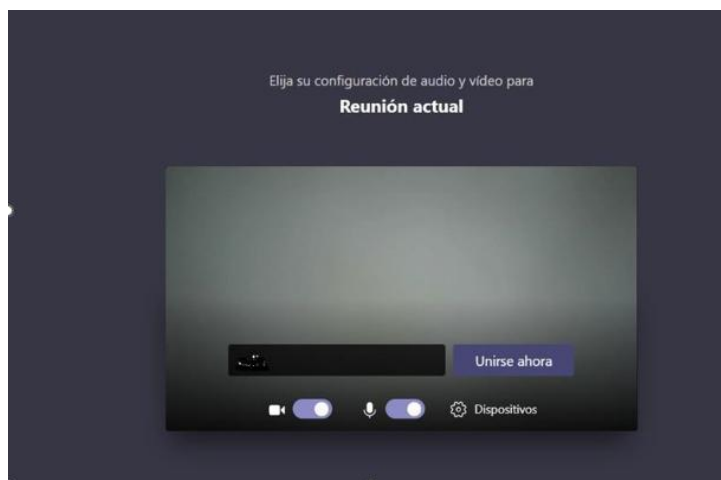 Elija su configuración de audio y vídeo para
Reunión actual
Unirse ahora
Dispositivos